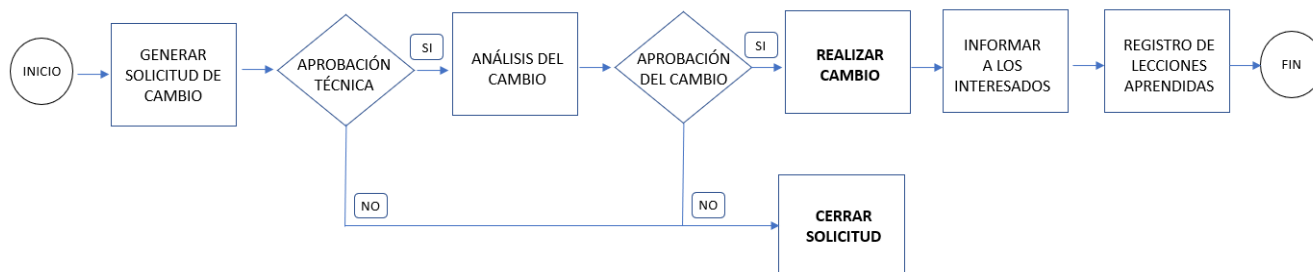 INICIO
GENERAR
SOLICITUD DE
CAMBIO
APROBACIÓN
TÉCNICA
SI
ANÁLISIS DEL
CAMBIO
APROBACIÓN
DEL CAMBIO
SI
REALIZAR
CAMBIO
INFORMAR
A LOS
INTERESADOS
REGISTRO DE
LECCIONES
APRENDIDAS
FIN
NO
NO
CERRAR
SOLICITUD